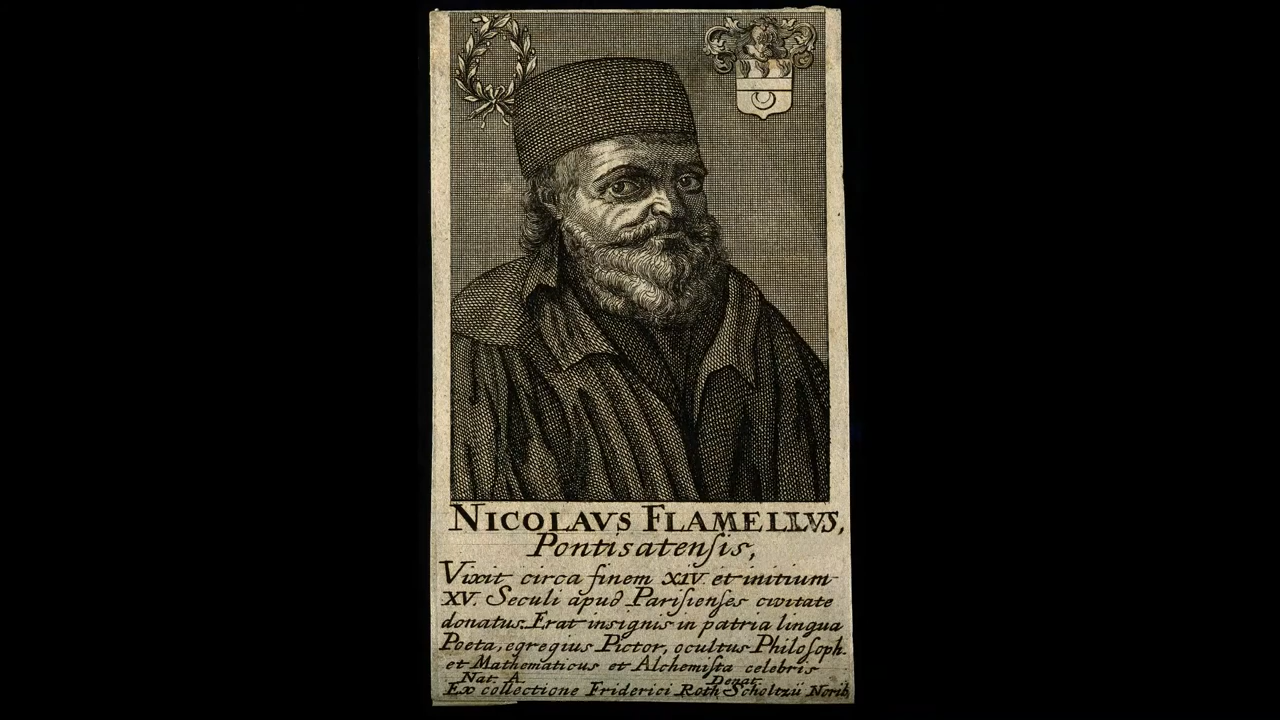 NICOLAVS FLAMELLVS,
Pontisatensis,
Vixit circa finem XIV. et initium
XV. Seculi apud Parisienses civitate
donatus. Erat insignis in patria lingua
Poeta, egregius Pictor, ocultus Philosoph.
et Mathematicus et Alchemista celebris
Nat. A. Denat.
Ex collectione Friderici Roth Scholtzii Norib.